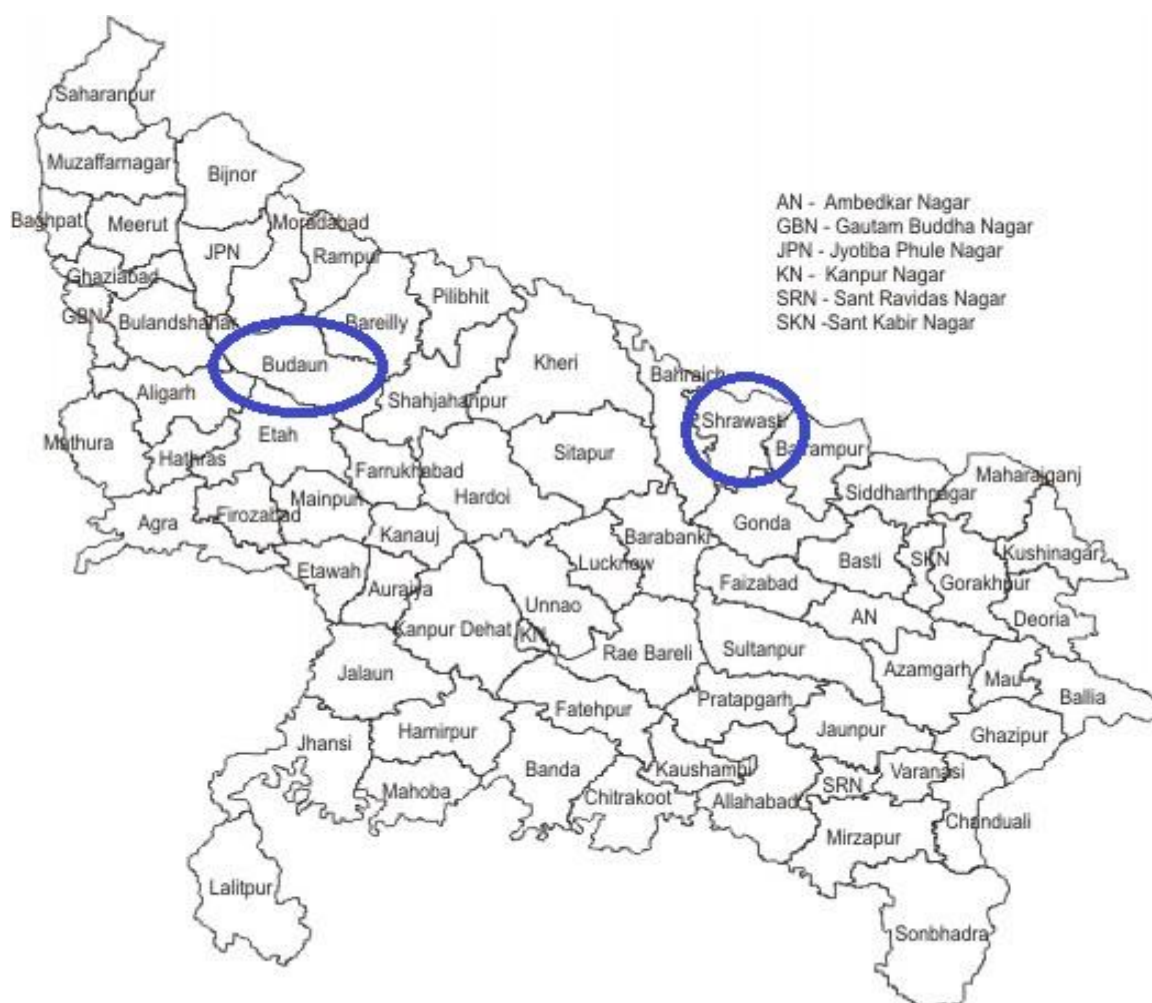 Saharanpur
Muzaffarnagar
Bijnor
Baghpat
Meerut
Moradabad
JPN
Rampur
Ghaziabad
Pilibhit
GBN
Bulandshahar
Bareilly
AN - Ambedkar Nagar
GBN - Gautam Buddha Nagar
JPN - Jyotiba Phule Nagar
KN - Kanpur Nagar
SRN - Sant Ravidas Nagar
SKN -Sant Kabir Nagar
Budaun
Kheri
Bahraich
Aligarh
Shahjahanpur
Shrawasti
Mathura
Etah
Hathras
Farrukhabad
Sitapur
Balrampur
Hardoi
Maharajganj
Siddharthnagar
Agra
Firozabad
Mainpuri
Kanauj
Gonda
Barabanki
Lucknow
Basti
SKN
Kushinagar
Gorakhpur
Etawah
Auraiya
Unnao
Faizabad
AN
Deoria
Kanpur Dehat
KN
Rae Bareli
Sultanpur
Azamgarh
Mau
Ballia
Jalaun
Fatehpur
Pratapgarh
Jaunpur
Ghazipur
Jhansi
Hamirpur
Banda
Kaushambi
Varanasi
SRN
Mahoba
Chitrakoot
Allahabad
Mirzapur
Chanduali
Lalitpur
Sonbhadra